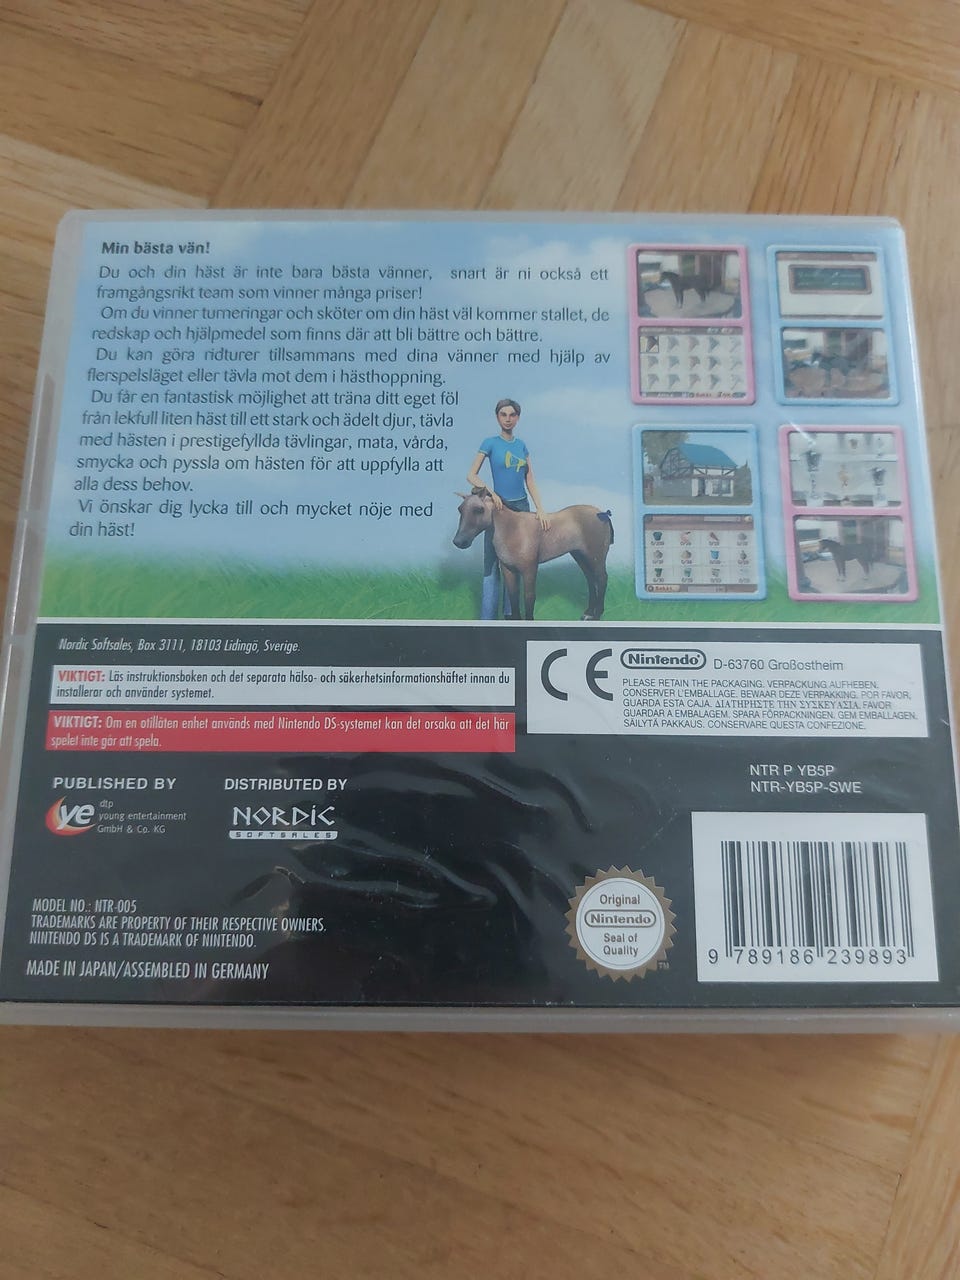 Min bästa vän!
Du och din häst är inte bara bästa vänner, snart är ni också ett
framgångsrikt team som vinner många priser!
Om du vinner turneringar och sköter om din häst väl kommer stallet, de
redskap och hjälpmedel som finns där att bli bättre och bättre.
Du kan göra ridturer tillsammans med dina vänner med hjälp av
flerspelsläget eller tävla mot dem i hästhoppning.
Du får en fantastisk möjlighet att träna ditt eget föl
från lekfull liten häst till ett stark och ädelt djur, tävla
med hästen i prestigefyllda tävlingar, mata, vårda,
smycka och pyssla om hästen för att uppfylla att
alla dess behov.
Vi önskar dig lycka till och mycket nöje med
din häst!
Nordic Softsales, Box 3111, 18103 Lidingö, Sverige.
VIKTIGT: Läs instruktionsboken och det separata hälso- och säkerhetsinformationshäftet innan du
installerar och använder systemet.
VIKTIGT: Om en otillåten enhet används med Nintendo DS-systemet kan det orsaka att det här
spelet inte går att spela.
CE
Nintendo®
D-63760 Großostheim
PLEASE RETAIN THE PACKAGING. VERPACKUNG AUFHEBEN.
CONSERVER L'EMBALLAGE. BEWAAR DEZE VERPAKKING. POR FAVOR,
GUARDA ESTA CAJA. ΔΙΑΤΗΡΗΣΤΕ ΤΗΝ ΣΥΣΚΕΥΑΣΙΑ. FAVOR
GUARDAR A EMBALAGEM. SPARA FÖRPACKNINGEN. GEM EMBALLAGEN.
SÄILYTÄ PAKKAUS. CONSERVARE QUESTA CONFEZIONE.
PUBLISHED BY
ye
dtp
young entertainment
GmbH & Co. KG
DISTRIBUTED BY
NORDIC
SOFTSALES
NTR P YB5P
NTR-YB5P-SWE
MODEL NO.: NTR-005
TRADEMARKS ARE PROPERTY OF THEIR RESPECTIVE OWNERS.
NINTENDO DS IS A TRADEMARK OF NINTENDO.
MADE IN JAPAN/ASSEMBLED IN GERMANY
Original
Nintendo®
Seal of
Quality
TM
9 789186 239893